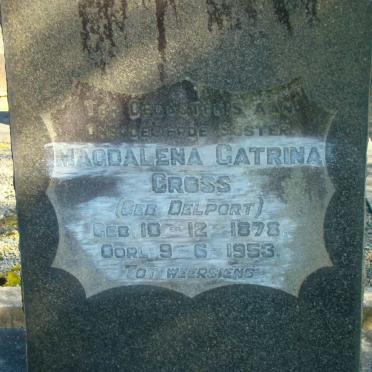 TER GEDAGTENIS AAN
ONS GELIEFDE SUSTER
MAGDALENA CATRINA
GROSS
(GEB DELPORT)
GEB. 10-12-1878.
OORL. 9-6-1953.
TOT WEERSIENS